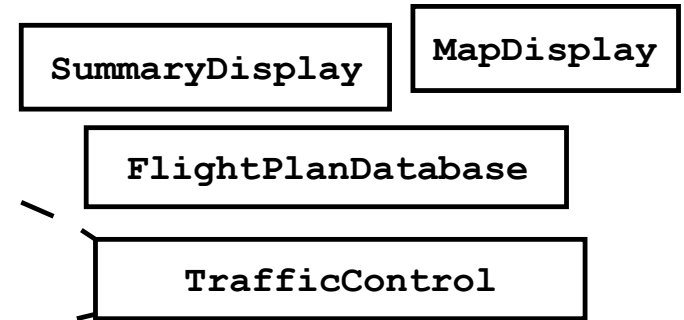 SummaryDisplay
MapDisplay
FlightPlanDatabase
TrafficControl